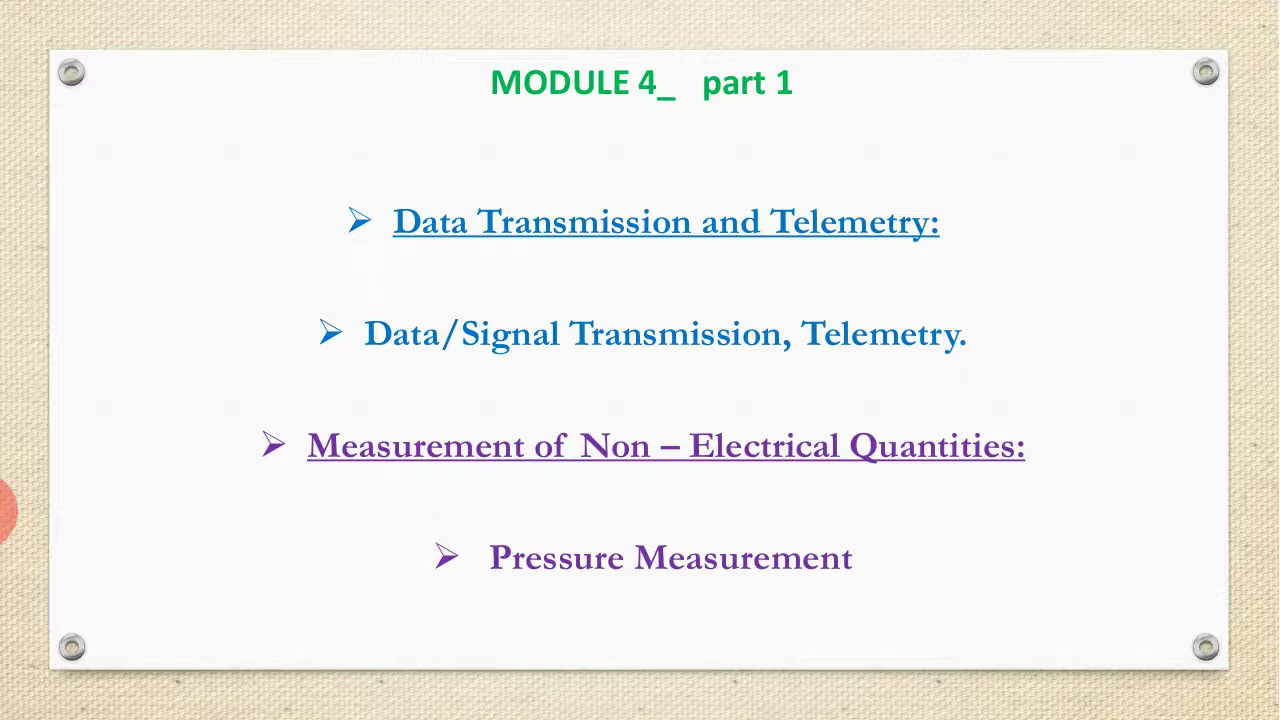 MODULE 4_ part 1
➢ Data Transmission and Telemetry:
➢ Data/Signal Transmission, Telemetry.
➢ Measurement of Non – Electrical Quantities:
➢ Pressure Measurement